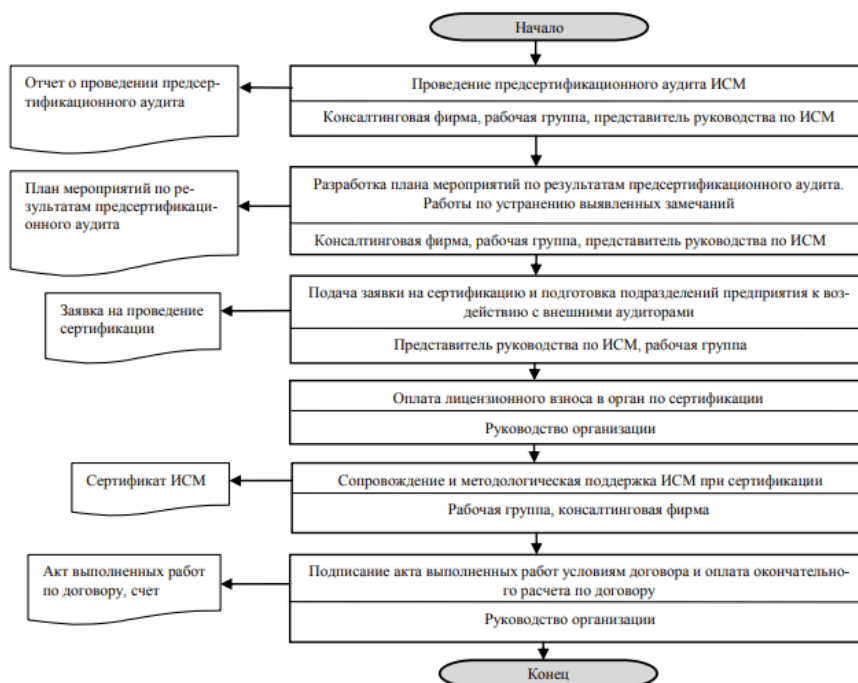 Начало
Отчет о проведении предсер-
тификационного аудита
Проведение предсертификационного аудита ИСМ
Консалтинговая фирма, рабочая группа, представитель руководства по ИСМ
План мероприятий по ре-
зультатам предсертификаци-
онного аудита
Разработка плана мероприятий по результатам предсертификационного аудита.
Работы по устранению выявленных замечаний
Консалтинговая фирма, рабочая группа, представитель руководства по ИСМ
Заявка на проведение
сертификации
Подача заявки на сертификацию и подготовка подразделений предприятия к воз-
действию с внешними аудиторами
Представитель руководства по ИСМ, рабочая группа
Оплата лицензионного взноса в орган по сертификации
Руководство организации
Сертификат ИСМ
Сопровождение и методологическая поддержка ИСМ при сертификации
Рабочая группа, консалтинговая фирма
Акт выполненных работ
по договору, счет
Подписание акта выполненных работ условиям договора и оплата окончательно-
го расчета по договору
Руководство организации
Конец